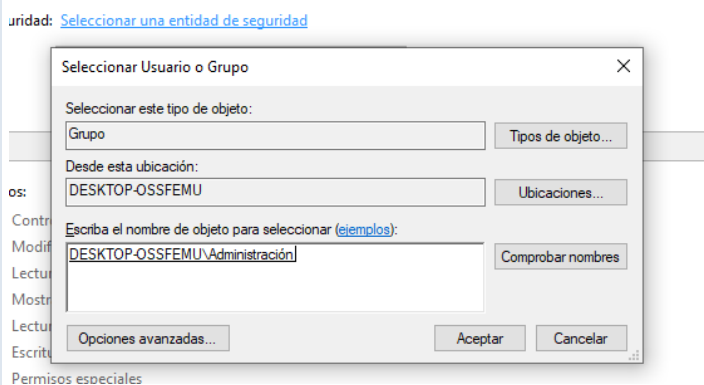 uridad: Seleccionar una entidad de seguridad
Seleccionar Usuario o Grupo
Seleccionar este tipo de objeto:
Grupo
Tipos de objeto...
Desde esta ubicación:
DESKTOP-OSSFEMU
Ubicaciones...
os:
Escriba el nombre de objeto para seleccionar (ejemplos):
Contr
DESKTOP-OSSFEMU\Administración
Comprobar nombres
Modif
Lectur
Mostr
Lectur
Opciones avanzadas...
Aceptar
Cancelar
Escritu
Permisos especiales